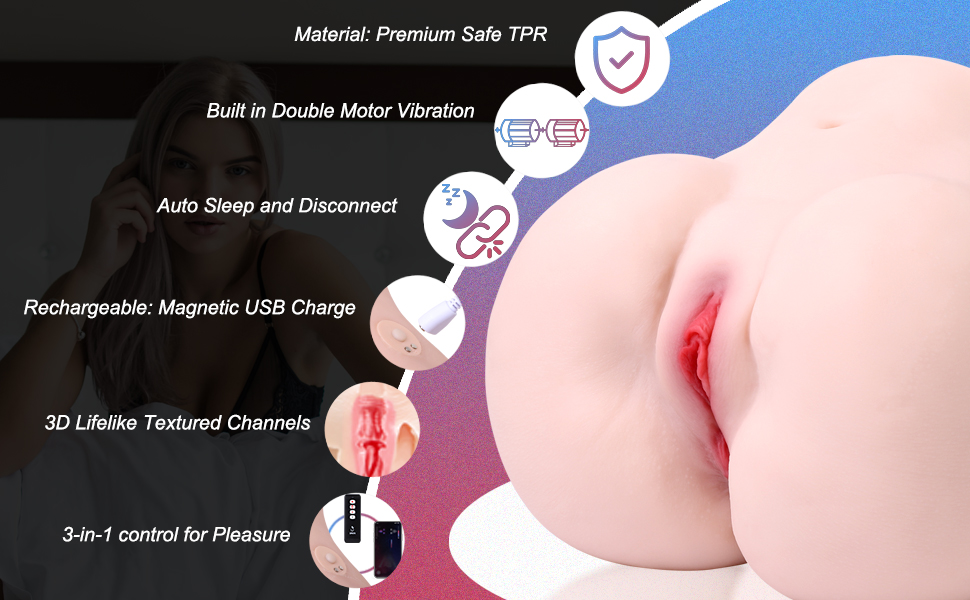 Material: Premium Safe TPR
Built in Double Motor Vibration
Auto Sleep and Disconnect
Rechargeable: Magnetic USB Charge
3D Lifelike Textured Channels
3-in-1 control for Pleasure